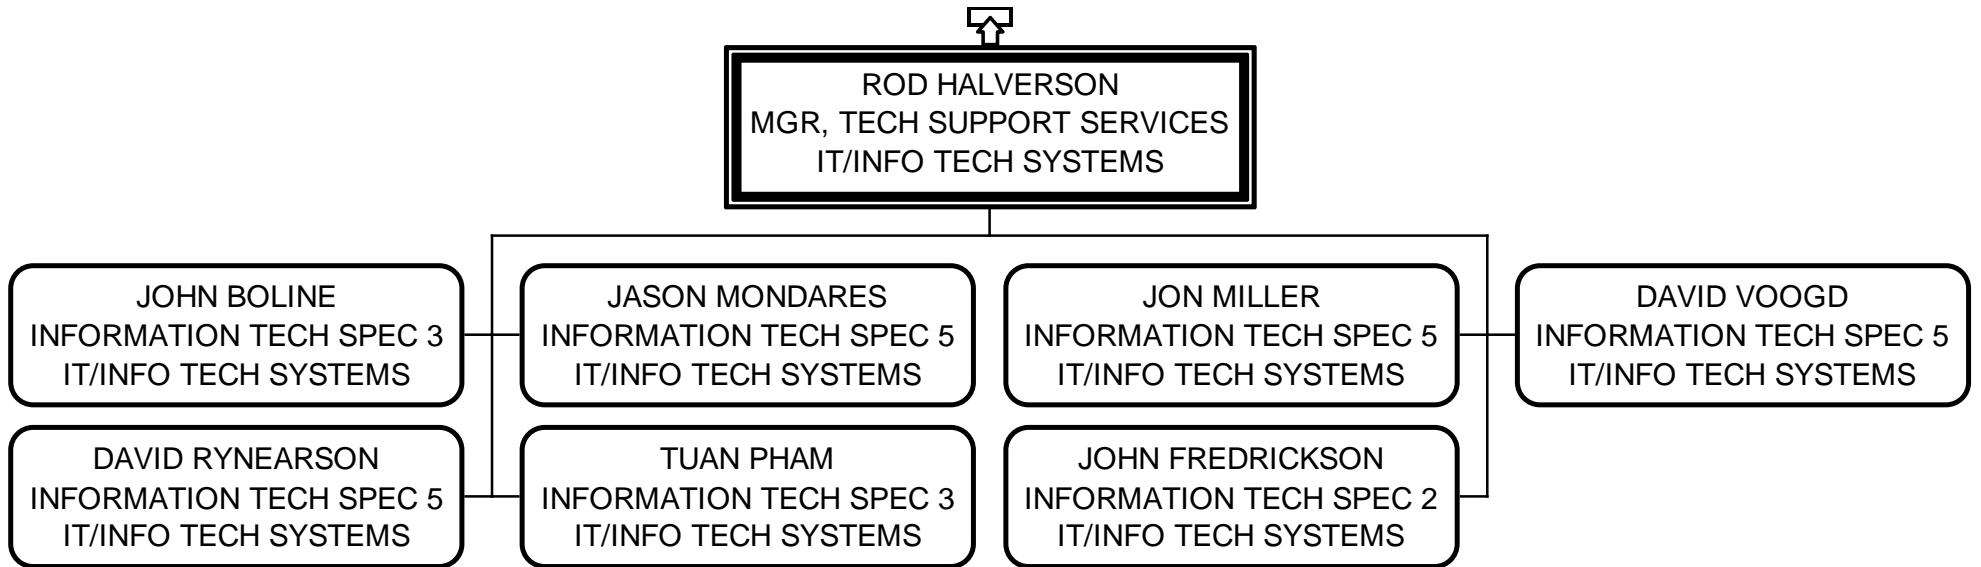 ROD HALVERSON
MGR, TECH SUPPORT SERVICES
IT/INFO TECH SYSTEMS
JOHN BOLINE
INFORMATION TECH SPEC 3
IT/INFO TECH SYSTEMS
JASON MONDARES
INFORMATION TECH SPEC 5
IT/INFO TECH SYSTEMS
JON MILLER
INFORMATION TECH SPEC 5
IT/INFO TECH SYSTEMS
DAVID VOOGD
INFORMATION TECH SPEC 5
IT/INFO TECH SYSTEMS
DAVID RYNEARSON
INFORMATION TECH SPEC 5
IT/INFO TECH SYSTEMS
TUAN PHAM
INFORMATION TECH SPEC 3
IT/INFO TECH SYSTEMS
JOHN FREDRICKSON
INFORMATION TECH SPEC 2
IT/INFO TECH SYSTEMS